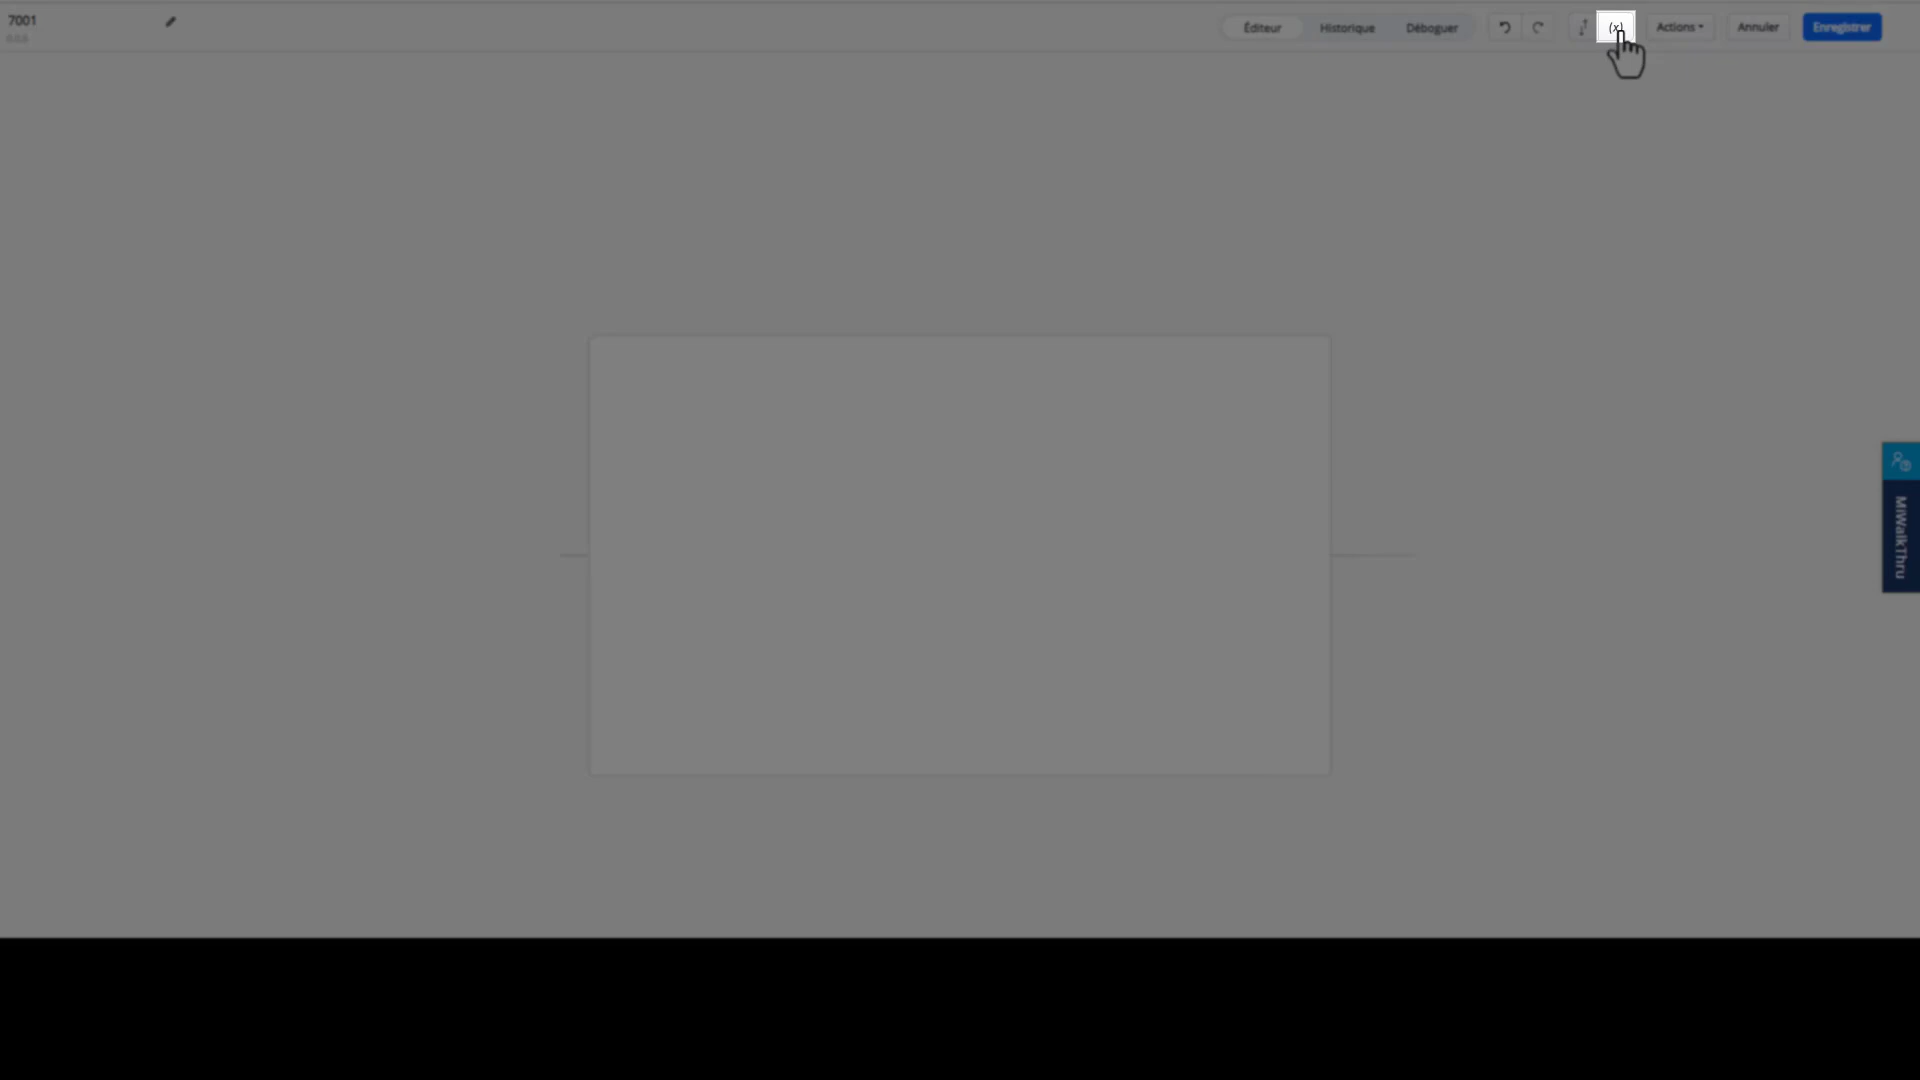 7001
Éditeur
Historique
Déboguer
(x)
Actions
Annuler
Enregistrer
MiWalkThru